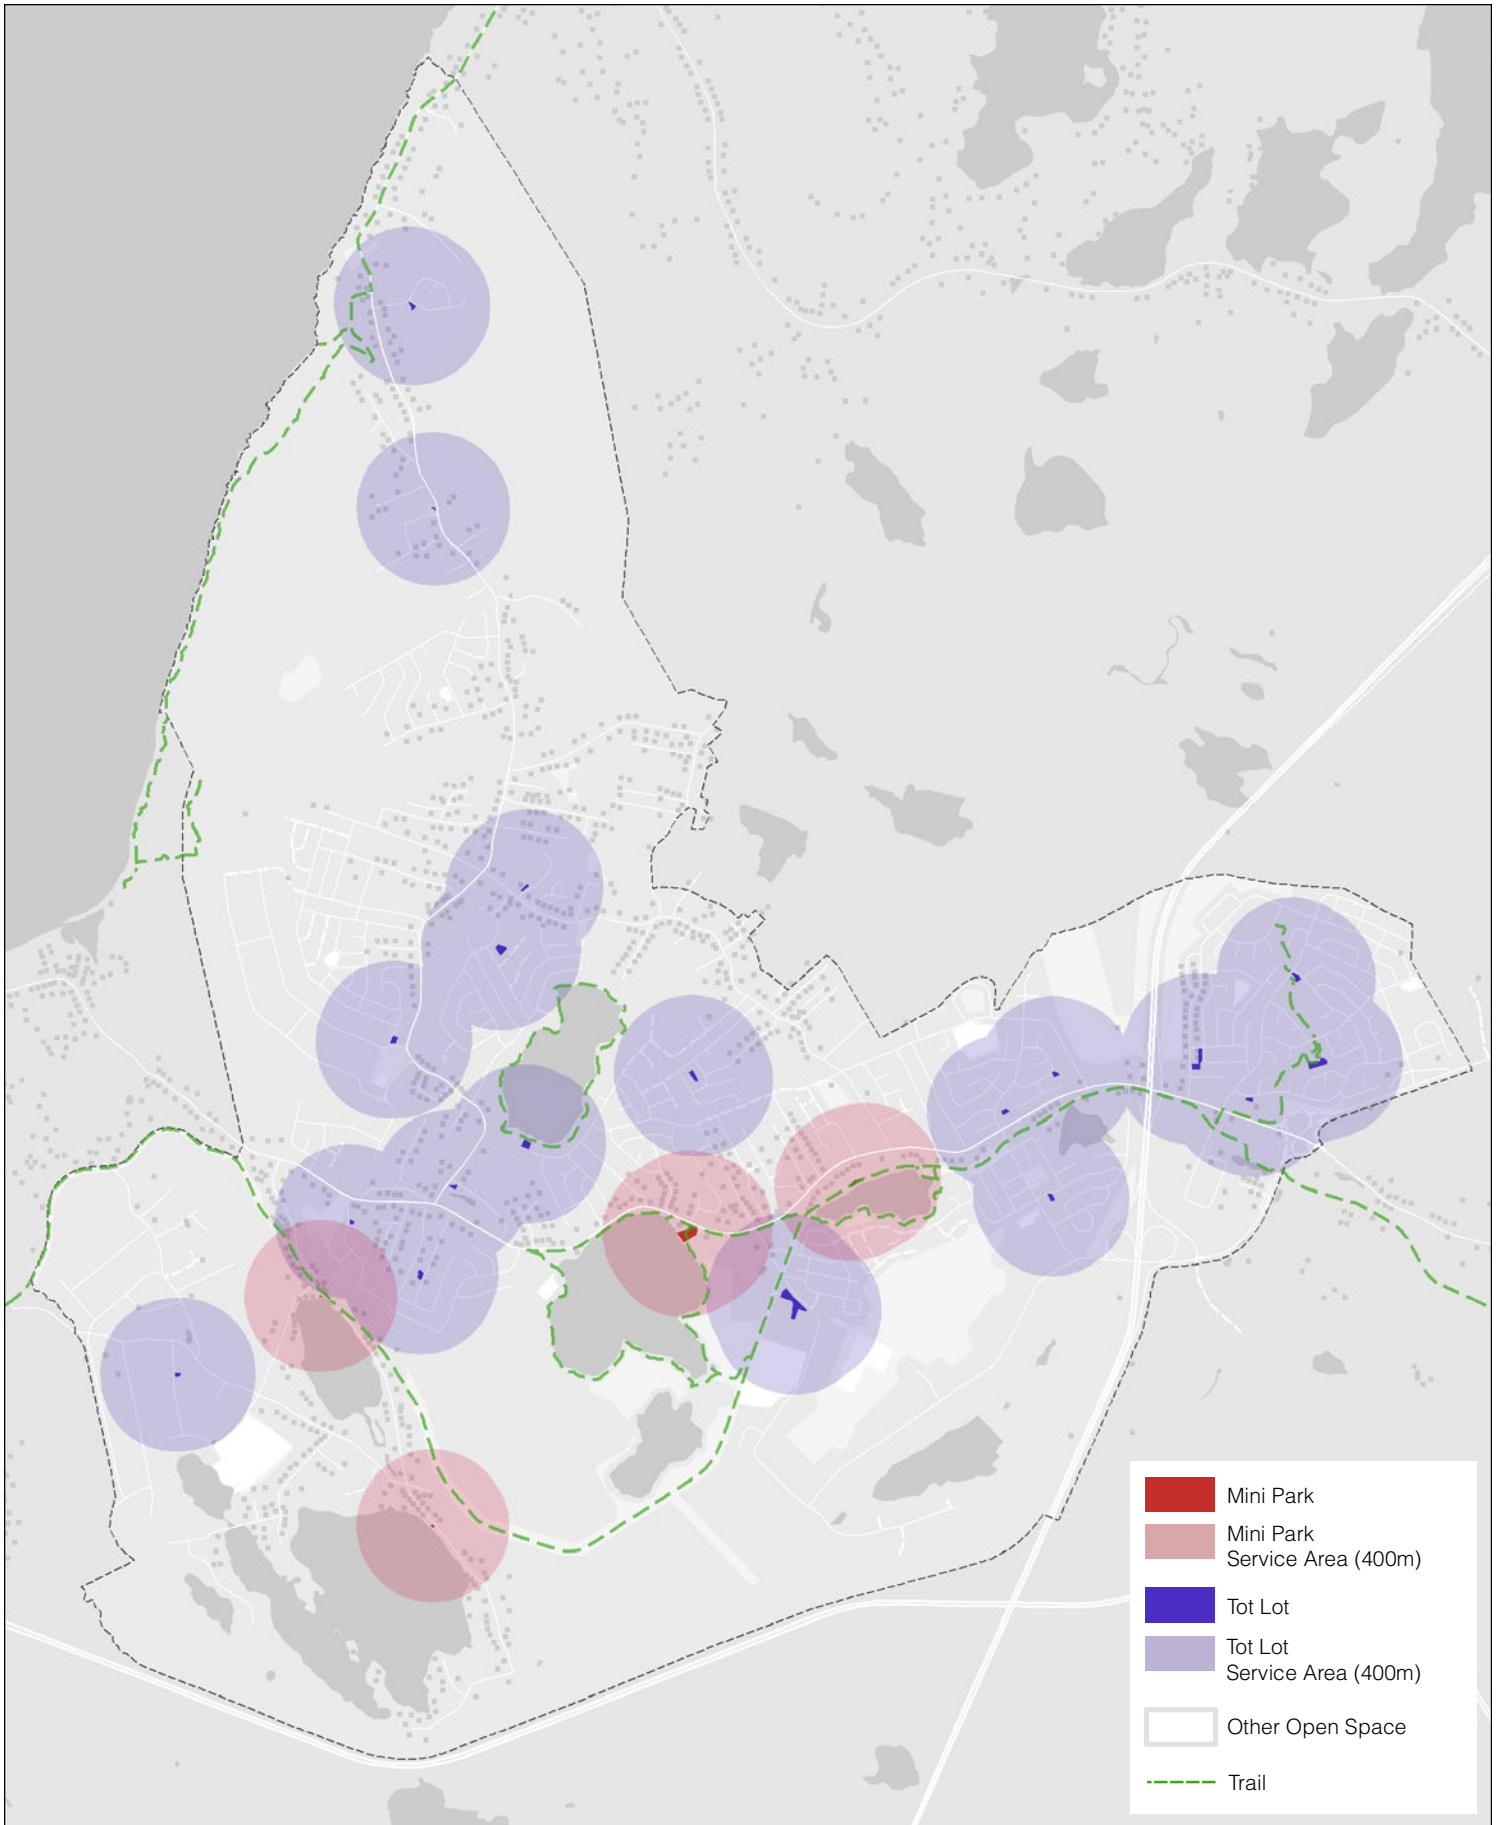 Mini Park
Mini Park
Service Area (400m)
Tot Lot
Tot Lot
Service Area (400m)
Other Open Space
Trail